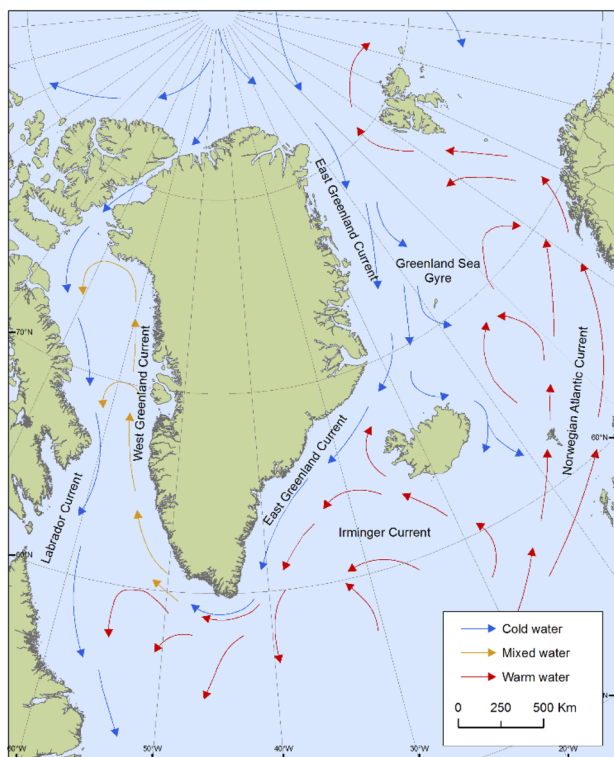 East Greenland Current
Greenland Sea
Gyre
70°N
West Greenland Current
Norwegian Atlantic Current
60°N
East Greenland Current
Labrador Current
Irminger Current
60°N
Cold water
Mixed water
Warm water
0 250 500 Km
60°W
50°W
40°W
30°W
20°W